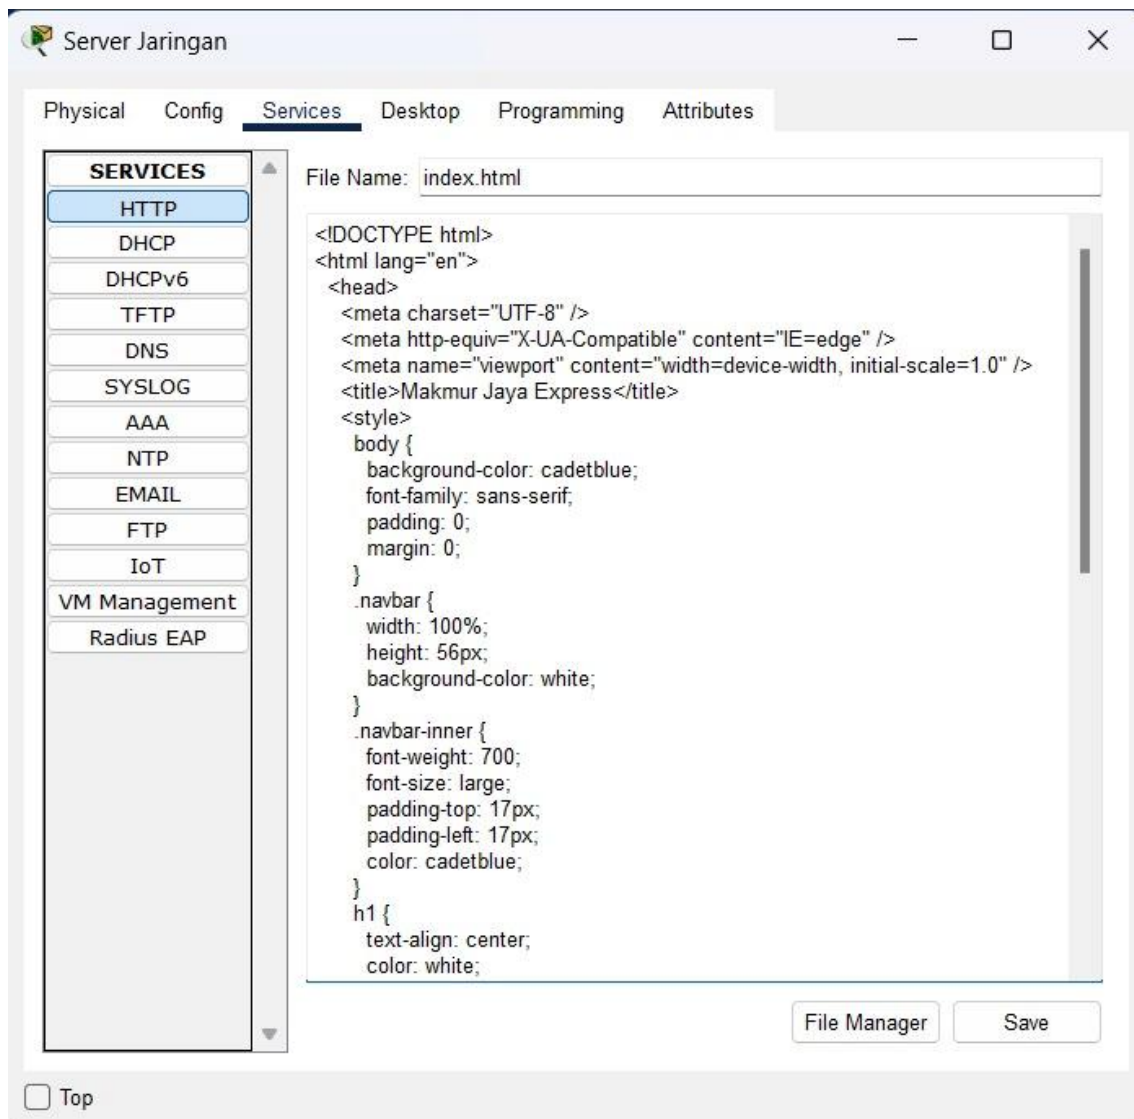 Server Jaringan
Physical Config Services Desktop Programming Attributes
SERVICES
HTTP
DHCP
DHCPv6
TFTP
DNS
SYSLOG
AAA
NTP
EMAIL
FTP
IoT
VM Management
Radius EAP
File Name: index.html
<!DOCTYPE html>
<html lang="en">
<head>
<meta charset="UTF-8" />
<meta http-equiv="X-UA-Compatible" content="IE=edge" />
<meta name="viewport" content="width=device-width, initial-scale=1.0" />
<title>Makmur Jaya Express</title>
<style>
body {
background-color: cadetblue;
font-family: sans-serif;
padding: 0;
margin: 0;
}
.navbar {
width: 100%;
height: 56px;
background-color: white;
}
.navbar-inner {
font-weight: 700;
font-size: large;
padding-top: 17px;
padding-left: 17px;
color: cadetblue;
}
h1 {
text-align: center;
color: white;
File Manager Save
Top